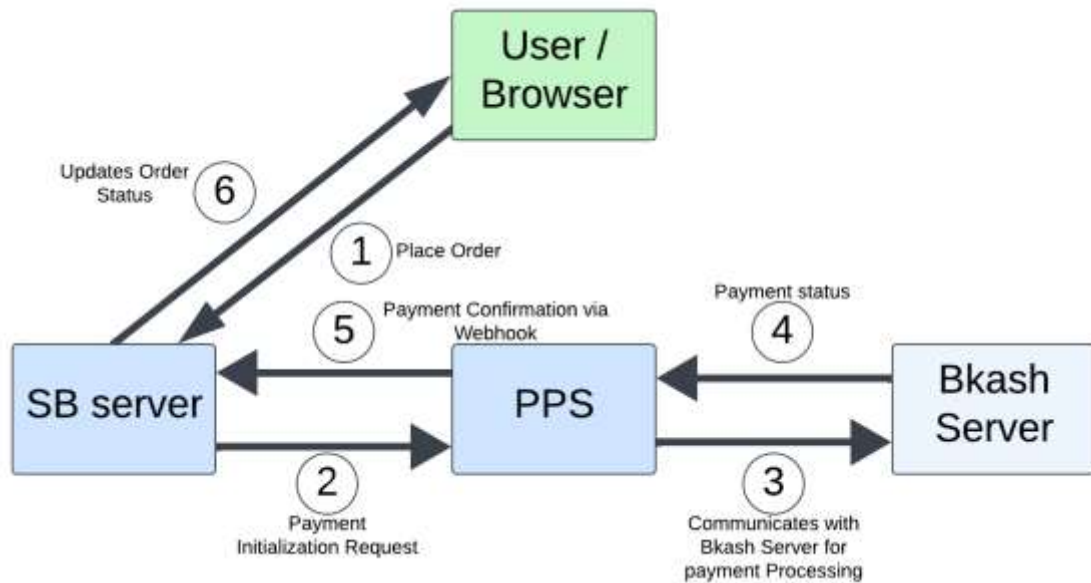 User /
Browser
Updates Order
Status
6
1
Place Order
Payment Confirmation via
Webhook
5
Payment status
4
SB server
PPS
Bkash
Server
2
Payment
Initialization Request
3
Communicates with
Bkash Server for
payment Processing